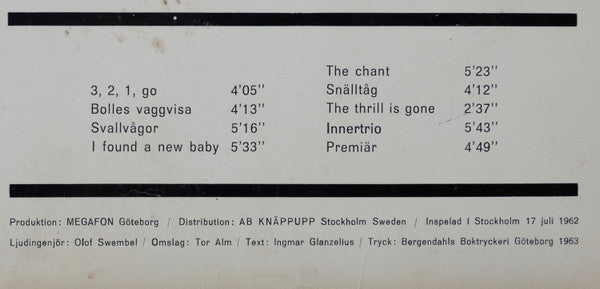 3, 2, 1, go 4'05"
Bolles vaggvisa 4'13"
Svallvågor 5'16"
I found a new baby 5'33"
The chant 5'23"
Snälltåg 4'12"
The thrill is gone 2'37"
Innertrio 5'43"
Premiär 4'49"
Produktion: MEGAFON Göteborg / Distribution: AB KNÄPPUPP Stockholm Sweden / Inspelad I Stockholm 17 juli 1962
Ljudingenjör: Olof Swembel / Omslag: Tor Alm / Text: Ingmar Glanzelius / Tryck: Bergendahls Boktryckeri Göteborg 1963